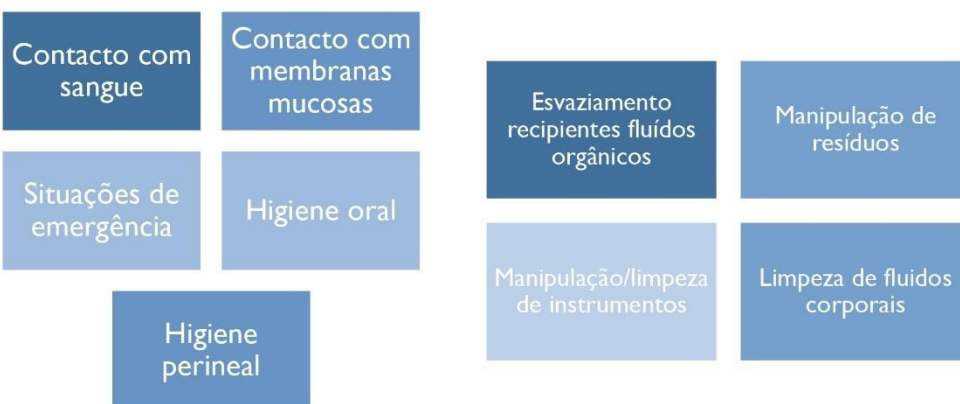 Contacto com
sangue
Contacto com
membranas
mucosas
Situações de
emergência
Higiene oral
Higiene
perineal
Esvaziamento
recipientes fluídos
orgânicos
Manipulação de
resíduos
Manipulação/limpeza
de instrumentos
Limpeza de fluidos
corporais